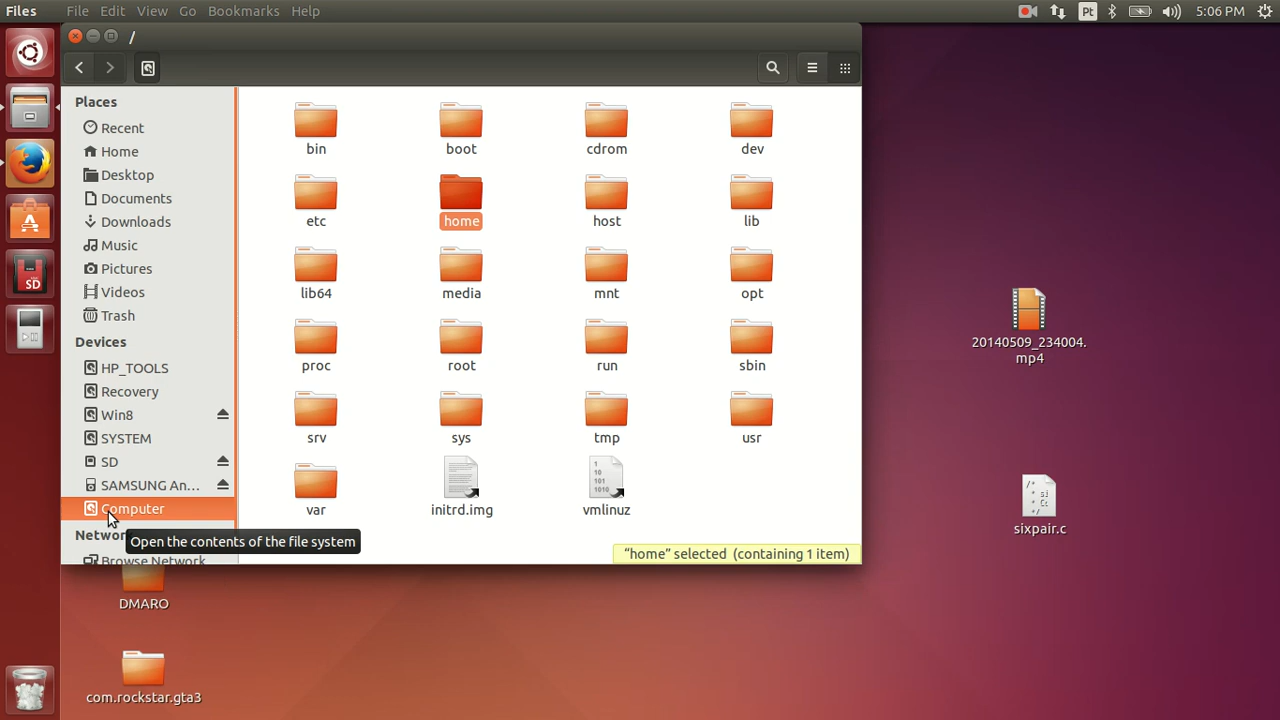 Files File Edit View Go Bookmarks Help Pt 5:06 PM
/
Places
Recent
Home
Desktop
Documents
Downloads
Music
Pictures
Videos
Trash
Devices
HP_TOOLS
Recovery
Win8
SYSTEM
SD
SAMSUNG An...
Computer
Networ
Browse Network
Open the contents of the file system
bin boot cdrom dev
etc home host lib
lib64 media mnt opt
proc root run sbin
srv sys tmp usr
var initrd.img vmlinuz
"home" selected (containing 1 item)
SD
20140509_234004.
mp4
sixpair.c
DMARO
com.rockstar.gta3